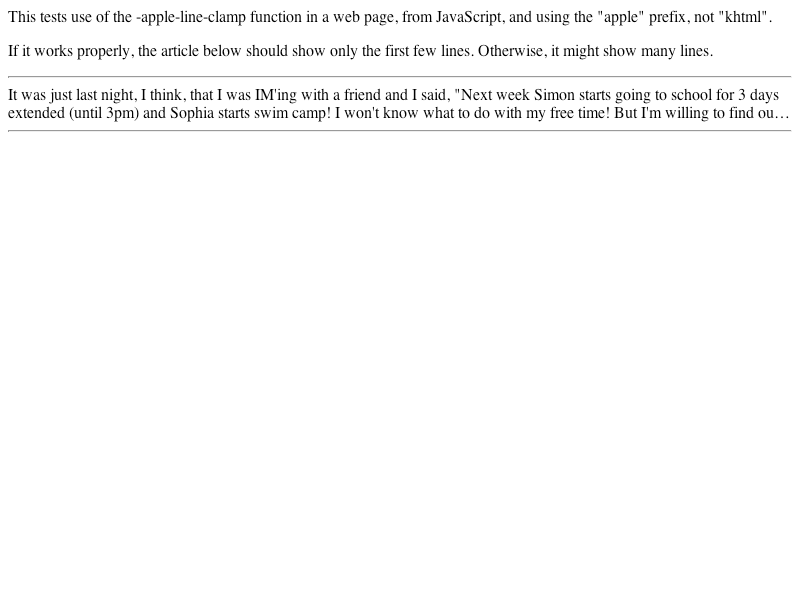 This tests use of the -apple-line-clamp function in a web page, from JavaScript, and using the "apple" prefix, not "khtml".
If it works properly, the article below should show only the first few lines. Otherwise, it might show many lines.
It was just last night, I think, that I was IM'ing with a friend and I said, "Next week Simon starts going to school for 3 days
extended (until 3pm) and Sophia starts swim camp! I won't know what to do with my free time! But I'm willing to find ou…